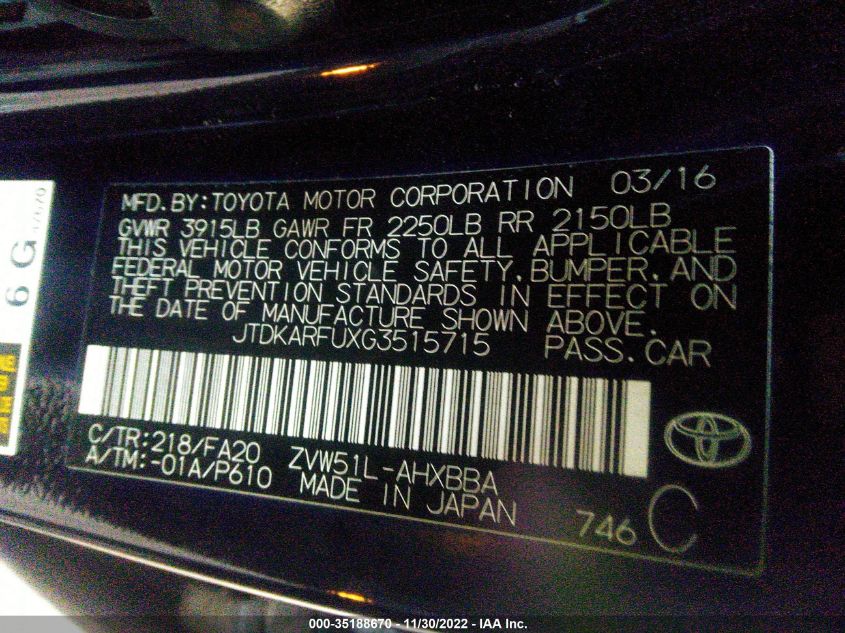 MFD. BY: TOYOTA MOTOR CORPORATION 03/16
GVWR 3915LB GAWR FR 2250LB RR 2150LB
THIS VEHICLE CONFORMS TO ALL APPLICABLE
FEDERAL MOTOR VEHICLE SAFETY, BUMPER, AND
THEFT PREVENTION STANDARDS IN EFFECT ON
THE DATE OF MANUFACTURE SHOWN ABOVE.
JTDKARFUXG3515715 PASS. CAR
C/TR: 218/FA20 ZVW51L-AHXBBA
A/TM: -01A/P610 MADE IN JAPAN
746 C
6 G
000-35188670 - 11/30/2022 - IAA Inc.